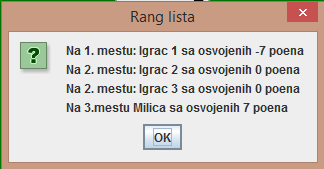 Rang lista
Na 1. mestu: Igrac 1 sa osvojenih -7 poena
Na 2. mestu: Igrac 2 sa osvojenih 0 poena
Na 2. mestu: Igrac 3 sa osvojenih 0 poena
Na 3.mestu Milica sa osvojenih 7 poena
OK